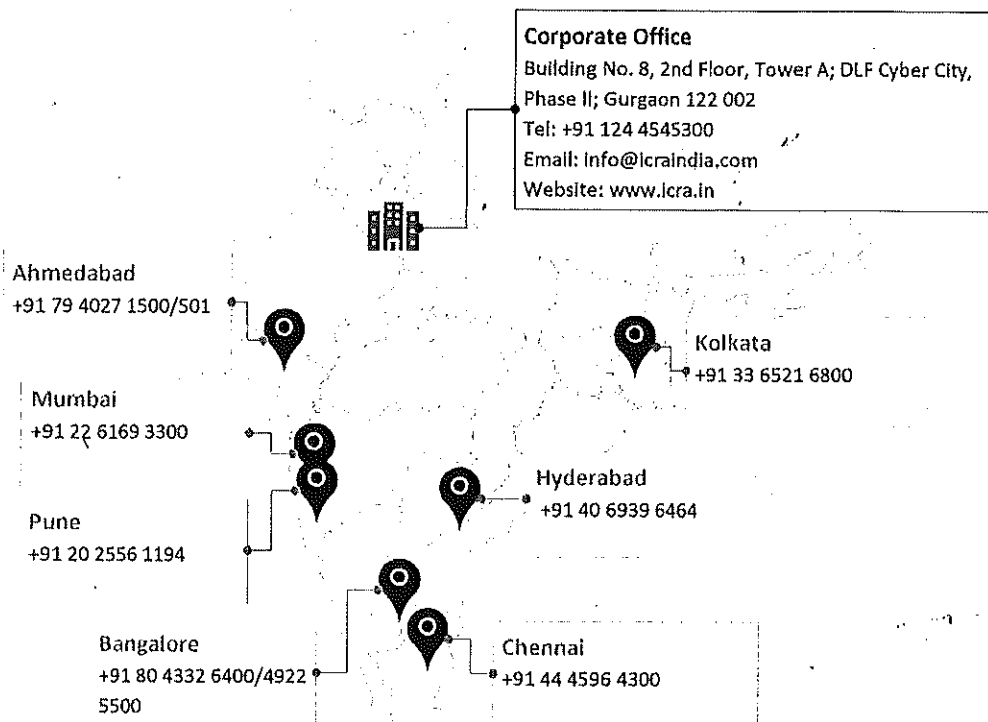 Corporate Office
Building No. 8, 2nd Floor, Tower A; DLF Cyber City,
Phase II; Gurgaon 122 002
Tel: +91 124 4545300
Email: info@icraindia.com
Website: www.icra.in
Ahmedabad
+91 79 4027 1500/501
Kolkata
+91 33 6521 6800
Mumbai
+91 22 6169 3300
Hyderabad
+91 40 6939 6464
Pune
+91 20 2556 1194
Bangalore
+91 80 4332 6400/4922
5500
Chennai
+91 44 4596 4300